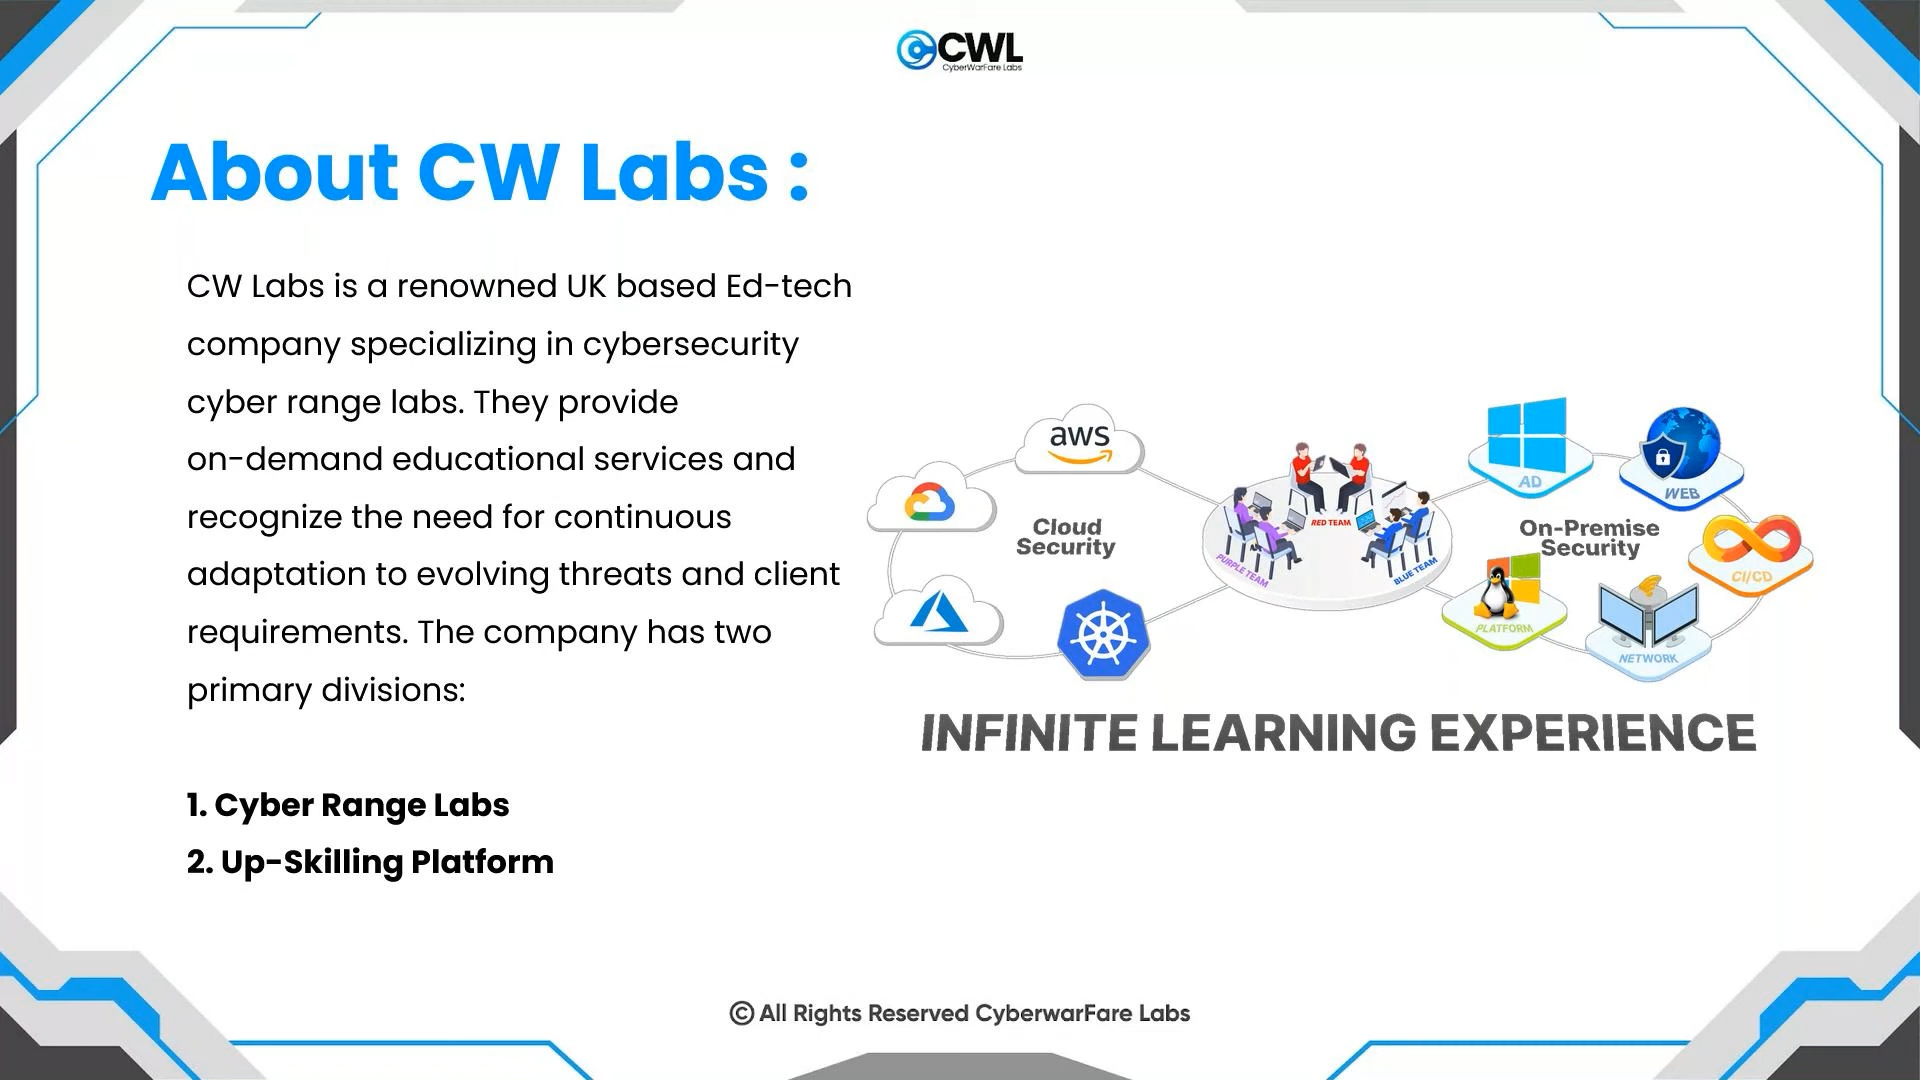 CWL
CyberWarFare Labs
About CW Labs :
CW Labs is a renowned UK based Ed-tech
company specializing in cybersecurity
cyber range labs. They provide
on-demand educational services and
recognize the need for continuous
adaptation to evolving threats and client
requirements. The company has two
primary divisions:
1. Cyber Range Labs
2. Up-Skilling Platform
aws
Cloud
Security
RED TEAM
PURPLE TEAM
BLUE TEAM
AD
WEB
On-Premise
Security
CI/CD
PLATFORM
NETWORK
INFINITE LEARNING EXPERIENCE
© All Rights Reserved CyberwarFare Labs